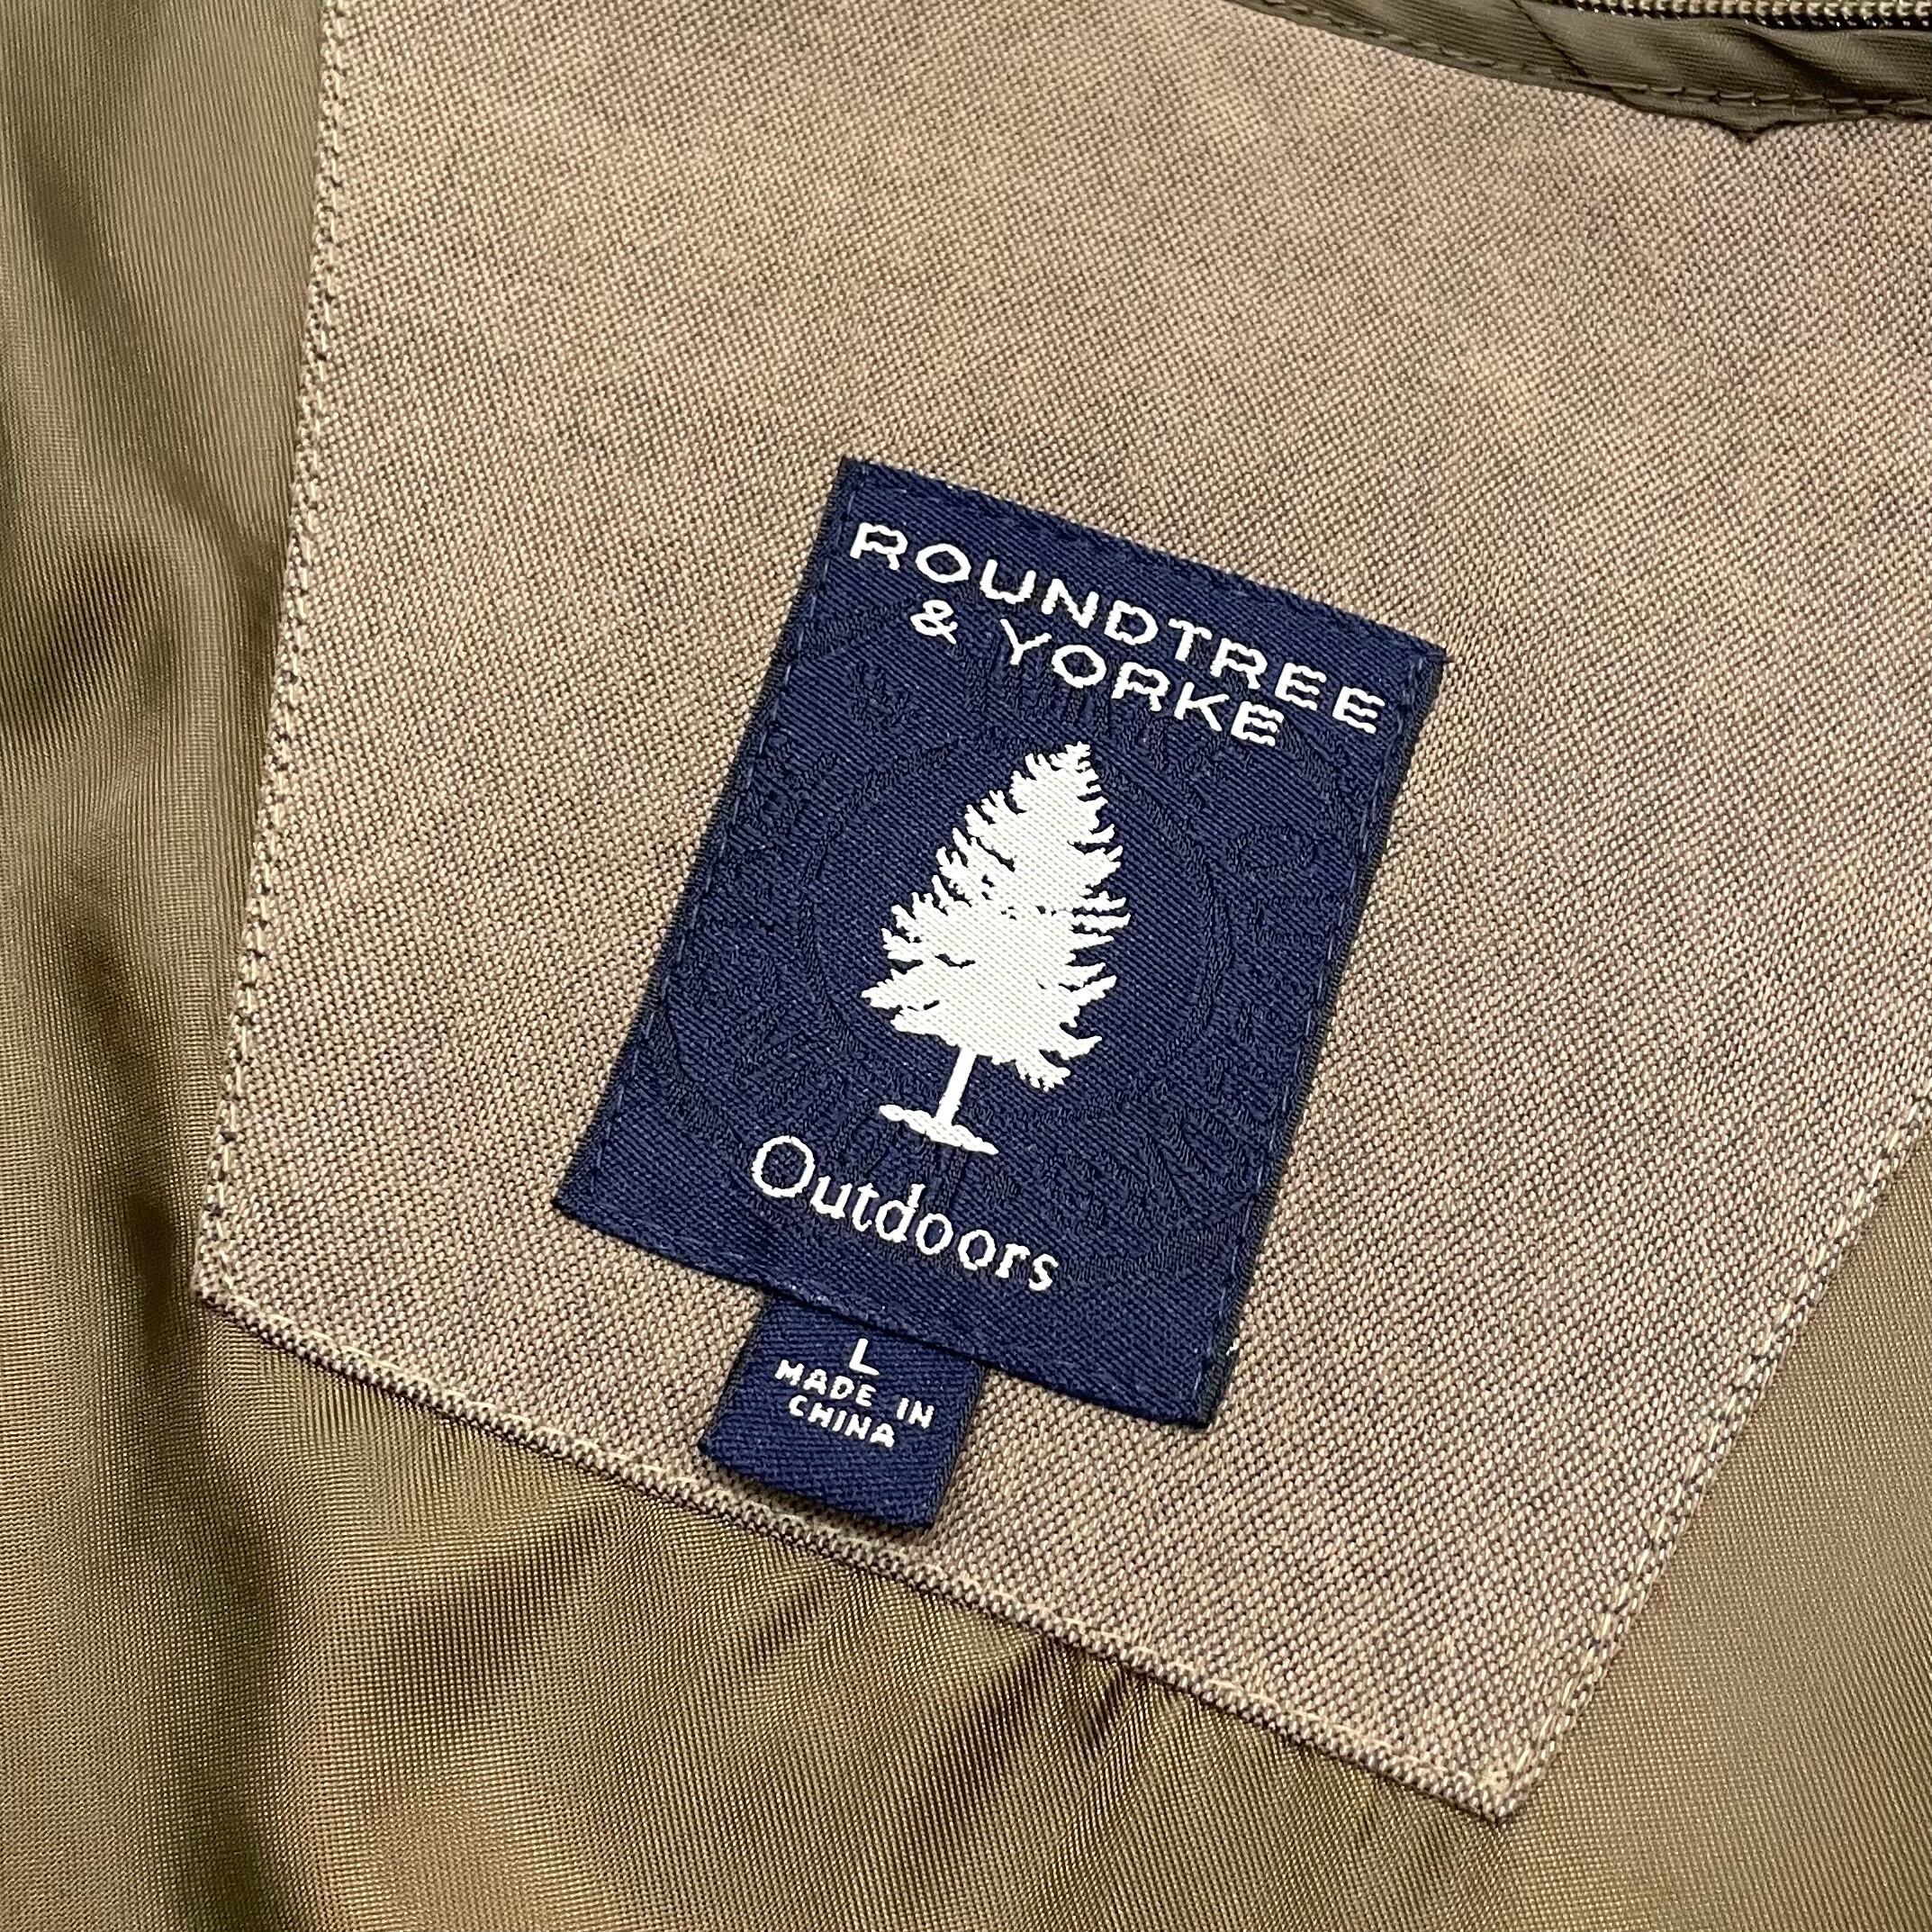 ROUNDTREE
& YORKE
Outdoors
L
MADE IN
CHINA